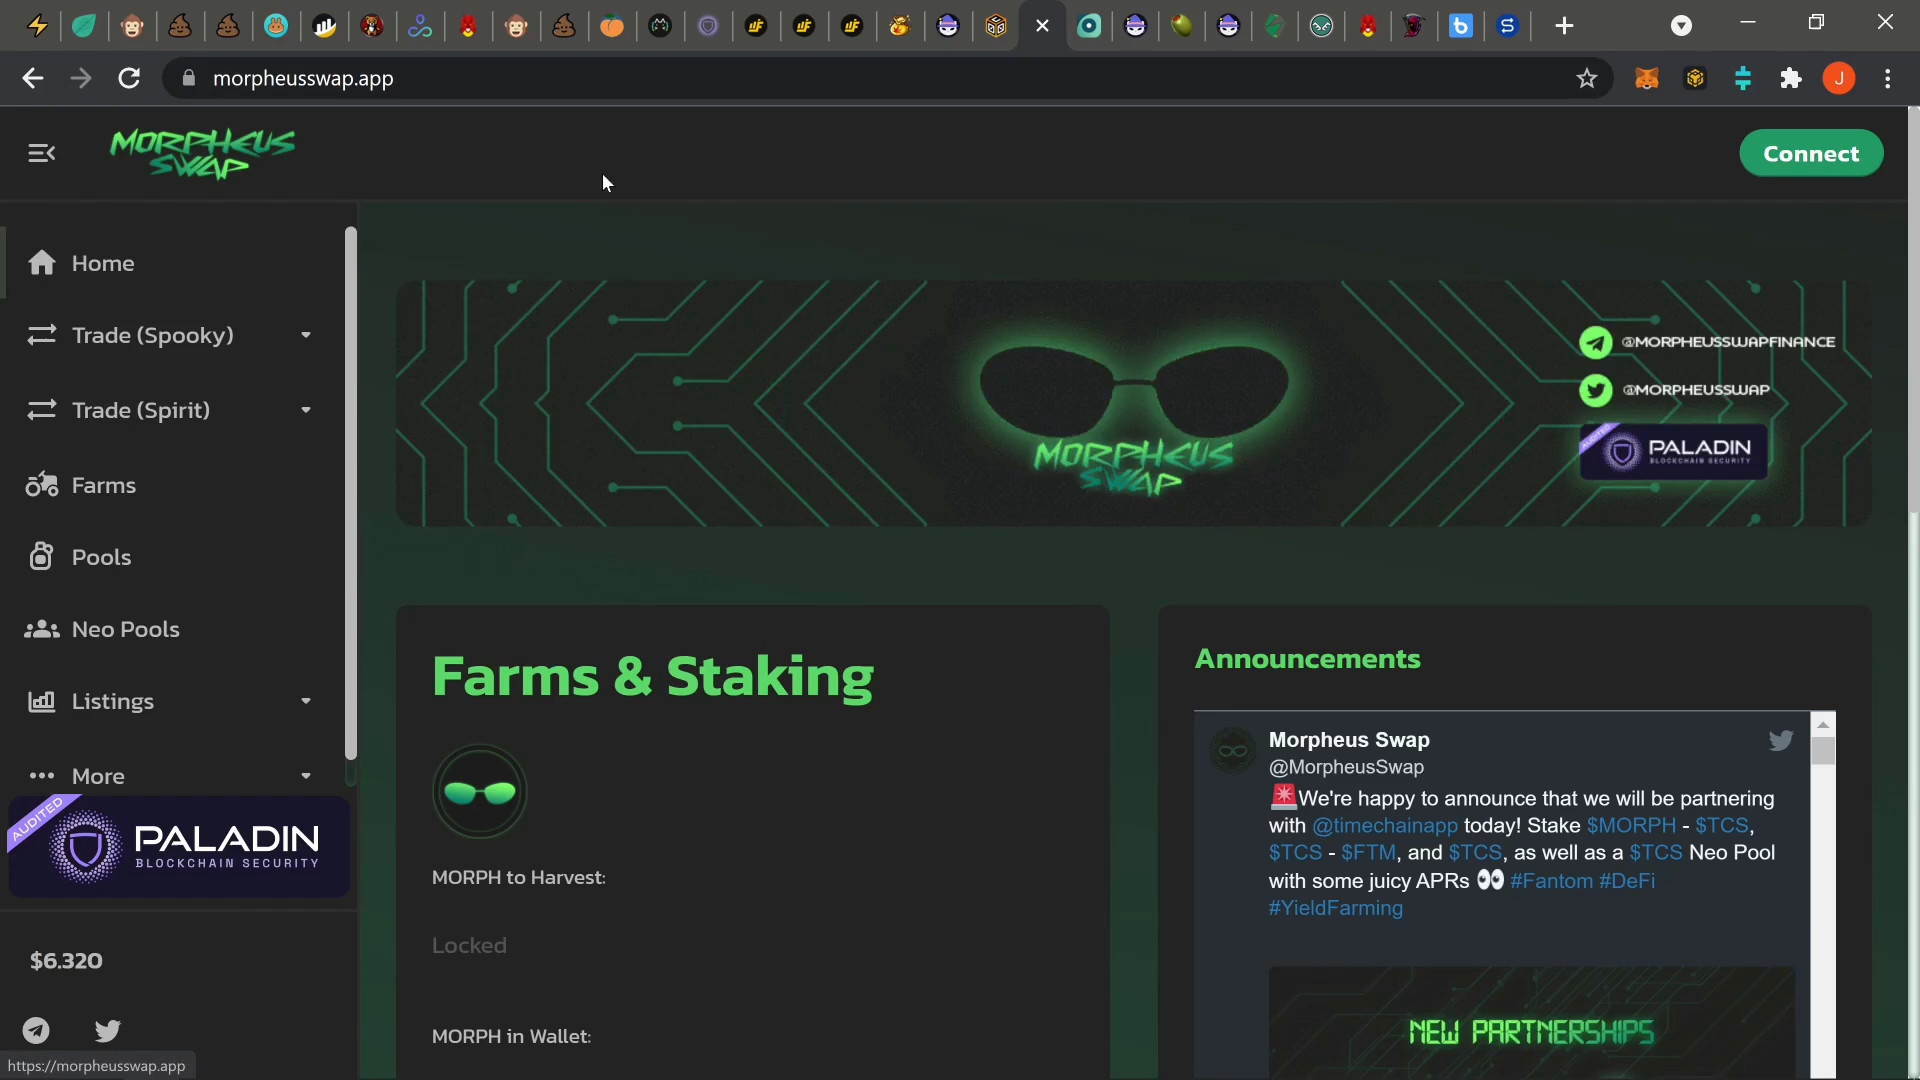 morpheusswap.app
J
MORPHEUS
SWAP
Connect
Home
Trade (Spooky)
Trade (Spirit)
Farms
Pools
Neo Pools
Listings
More
AUDITED
PALADIN
BLOCKCHAIN SECURITY
$6.320
https://morpheusswap.app
@MORPHEUSSWAPFINANCE
@MORPHEUSSWAP
AUDITED
PALADIN
BLOCKCHAIN SECURITY
MORPHEUS
SWAP
Farms & Staking
MORPH to Harvest:
Locked
MORPH in Wallet:
Announcements
Morpheus Swap
@MorpheusSwap
🚨We're happy to announce that we will be partnering
with @timechainapp today! Stake $MORPH - $TCS,
$TCS - $FTM, and $TCS, as well as a $TCS Neo Pool
with some juicy APRs 👀 #Fantom #DeFi
#YieldFarming
NEW PARTNERSHIPS